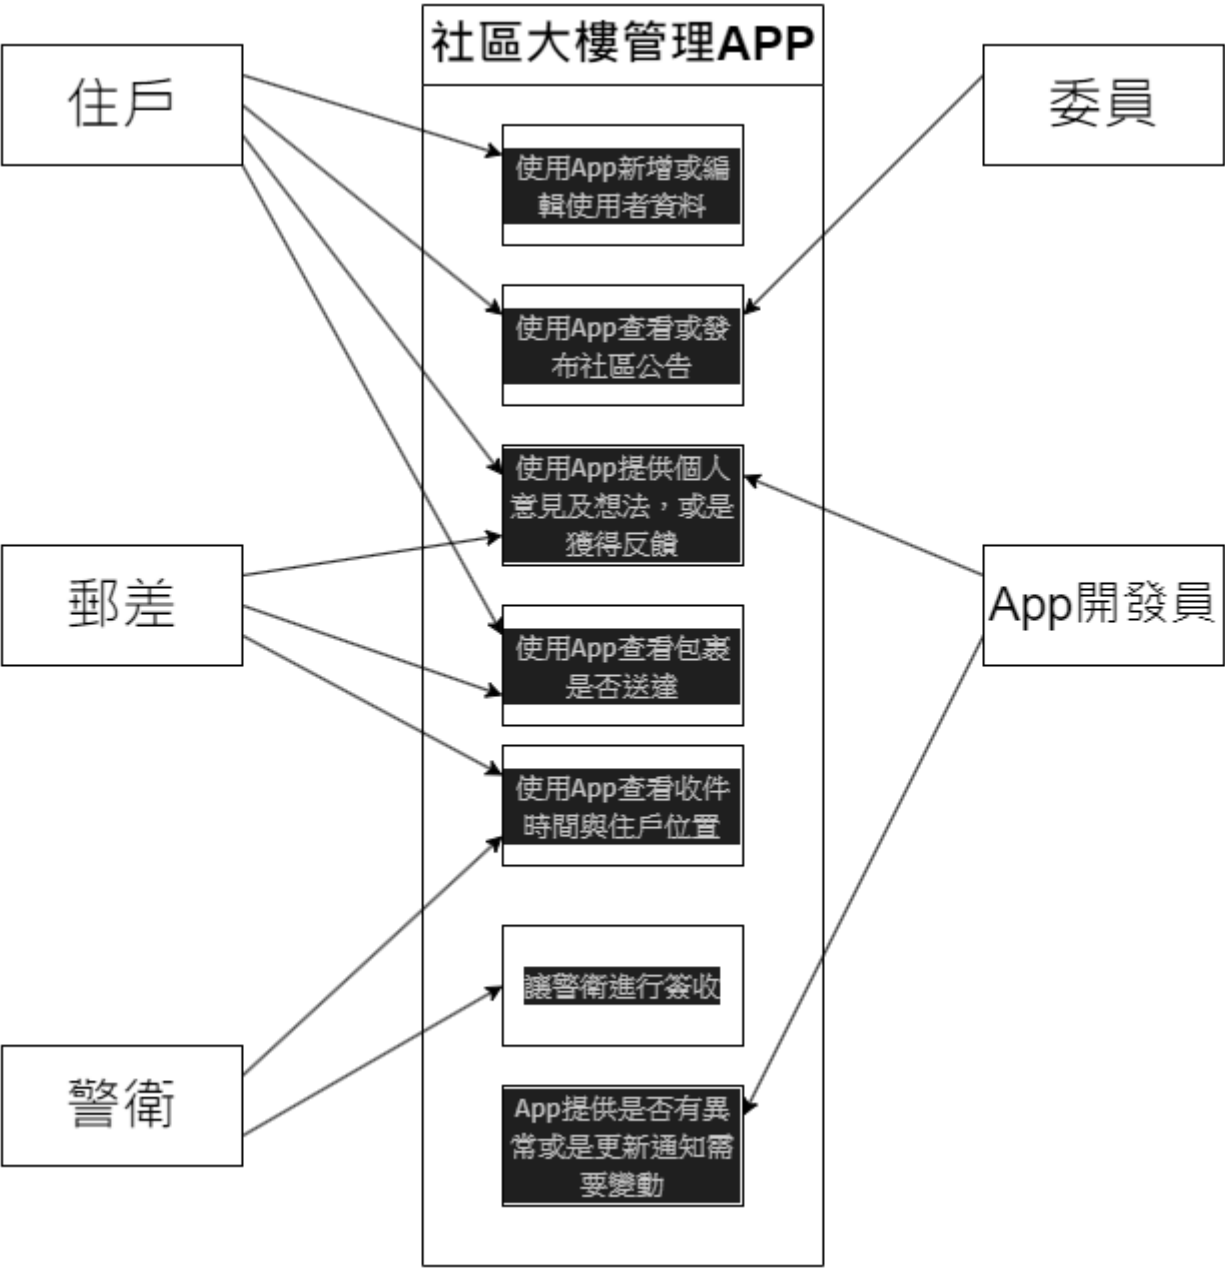 社區大樓管理APP
住戶
委員
使用App新增或編
輯使用者資料
使用App查看或發
布社區公告
使用App提供個人
意見及想法，或是
獲得反饋
郵差
App開發員
使用App查看包裹
是否送達
使用App查看收件
時間與住戶位置
讓警衛進行簽收
警衛
App提供是否有異
常或是更新通知需
要變動